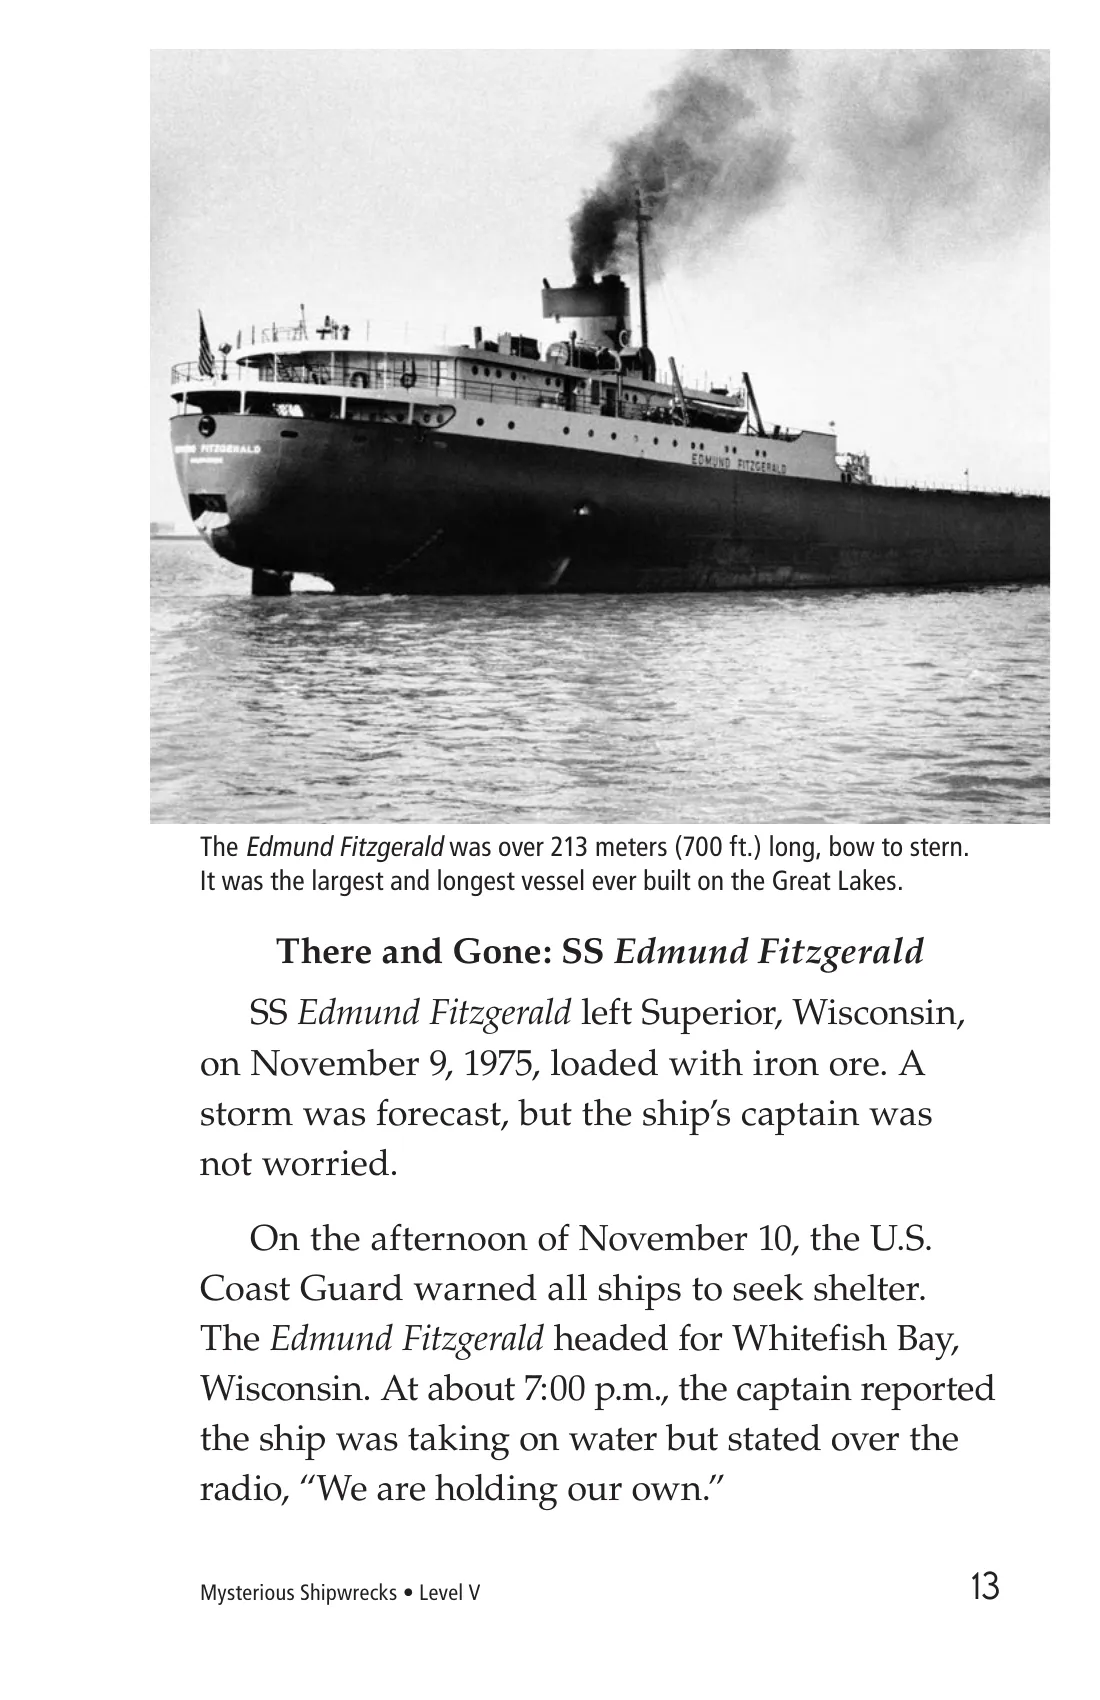 FITZGERALD
EDMUND FITZGERALD
The Edmund Fitzgerald was over 213 meters (700 ft.) long, bow to stern.
It was the largest and longest vessel ever built on the Great Lakes.
There and Gone: SS Edmund Fitzgerald
SS Edmund Fitzgerald left Superior, Wisconsin,
on November 9, 1975, loaded with iron ore. A
storm was forecast, but the ship’s captain was
not worried.
On the afternoon of November 10, the U.S.
Coast Guard warned all ships to seek shelter.
The Edmund Fitzgerald headed for Whitefish Bay,
Wisconsin. At about 7:00 p.m., the captain reported
the ship was taking on water but stated over the
radio, “We are holding our own.”
Mysterious Shipwrecks • Level V
13